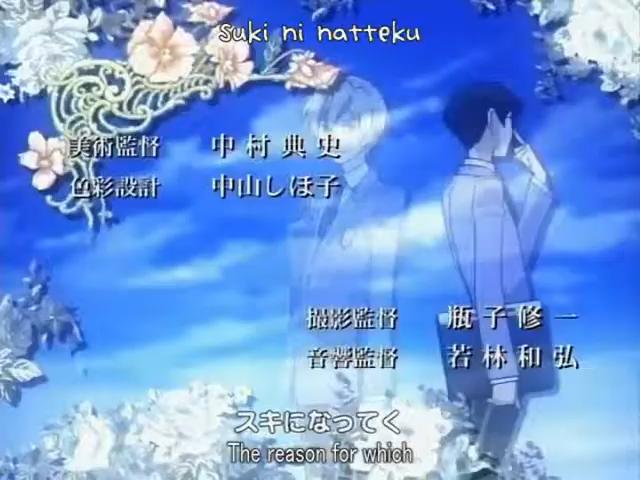 suki ni natteku
美術監督 中村典史
色彩設計 中山しほ子
撮影監督 瓶子修一
音響監督 若林和弘
スキになってく
The reason for which